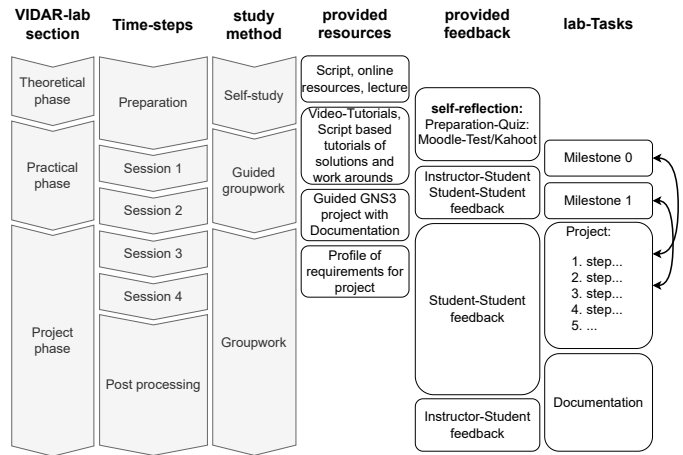 VIDAR-lab
section
Time-steps
study
method
provided
resources
provided
feedback
lab-Tasks
Theoretical
phase
Practical
phase
Project
phase
Preparation
Session 1
Session 2
Session 3
Session 4
Post processing
Self-study
Guided
groupwork
Groupwork
Script, online
resources, lecture
Video-Tutorials,
Script based
tutorials of
solutions and
work arounds
Guided GNS3
project with
Documentation
Profile of
requirements for
project
self-reflection:
Preparation-Quiz:
Moodle-Test/Kahoot
Instructor-Student
Student-Student
feedback
Student-Student
feedback
Instructor-Student
feedback
Milestone 0
Milestone 1
Project:
1. step...
2. step...
3. step...
4. step...
5. ...
Documentation